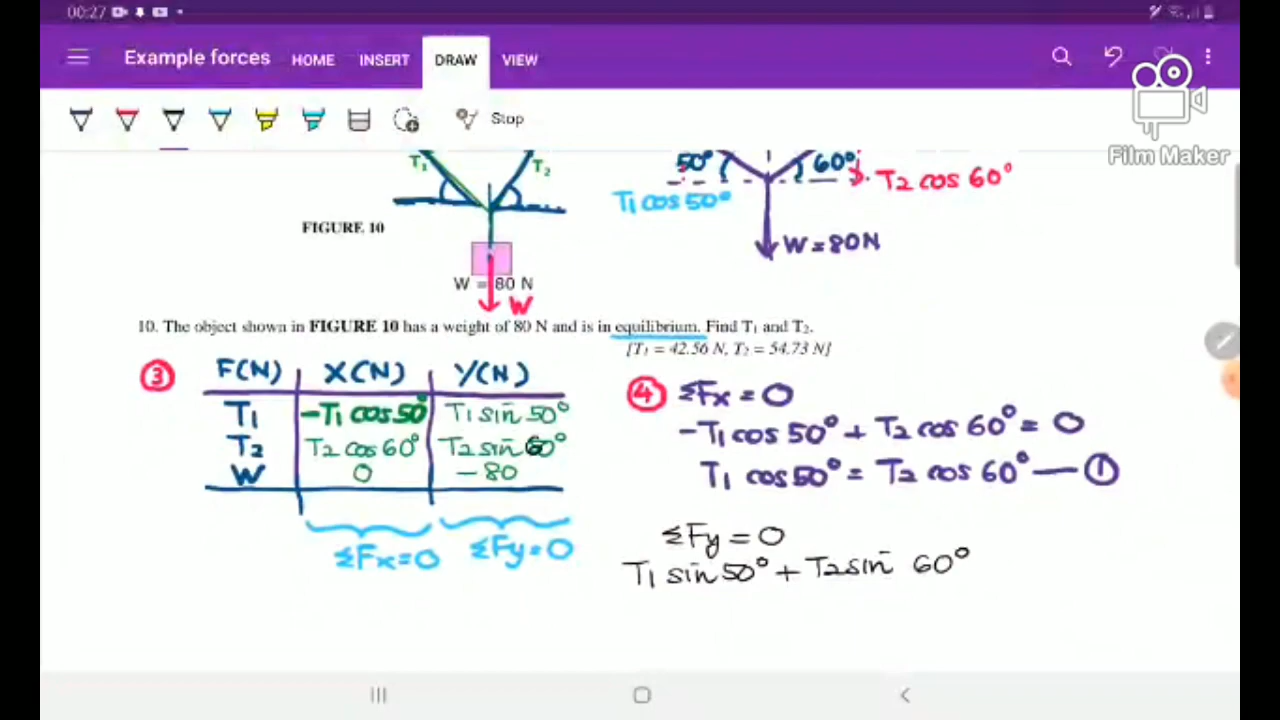 00:27
Example forces HOME INSERT DRAW VIEW
Stop
Film Maker
T₁ T₂
50° 60°
T₁ cos 50° T₂ cos 60°
FIGURE 10
W = 80 N
W = 80 N
W
10. The object shown in FIGURE 10 has a weight of 80 N and is in equilibrium. Find T₁ and T₂.
[T₁ = 42.56 N, T₂ = 54.73 N]
③ F(N) X(N) Y(N)
T₁ -T₁ cos 50° T₁ sin 50°
T₂ T₂ cos 60° T₂ sin 60°
W 0 -80
ΣFx=0 ΣFy=0
④ ΣFx = 0
-T₁ cos 50° + T₂ cos 60° = 0
T₁ cos 50° = T₂ cos 60° — ①
ΣFy = 0
T₁ sin 50° + T₂ sin 60°